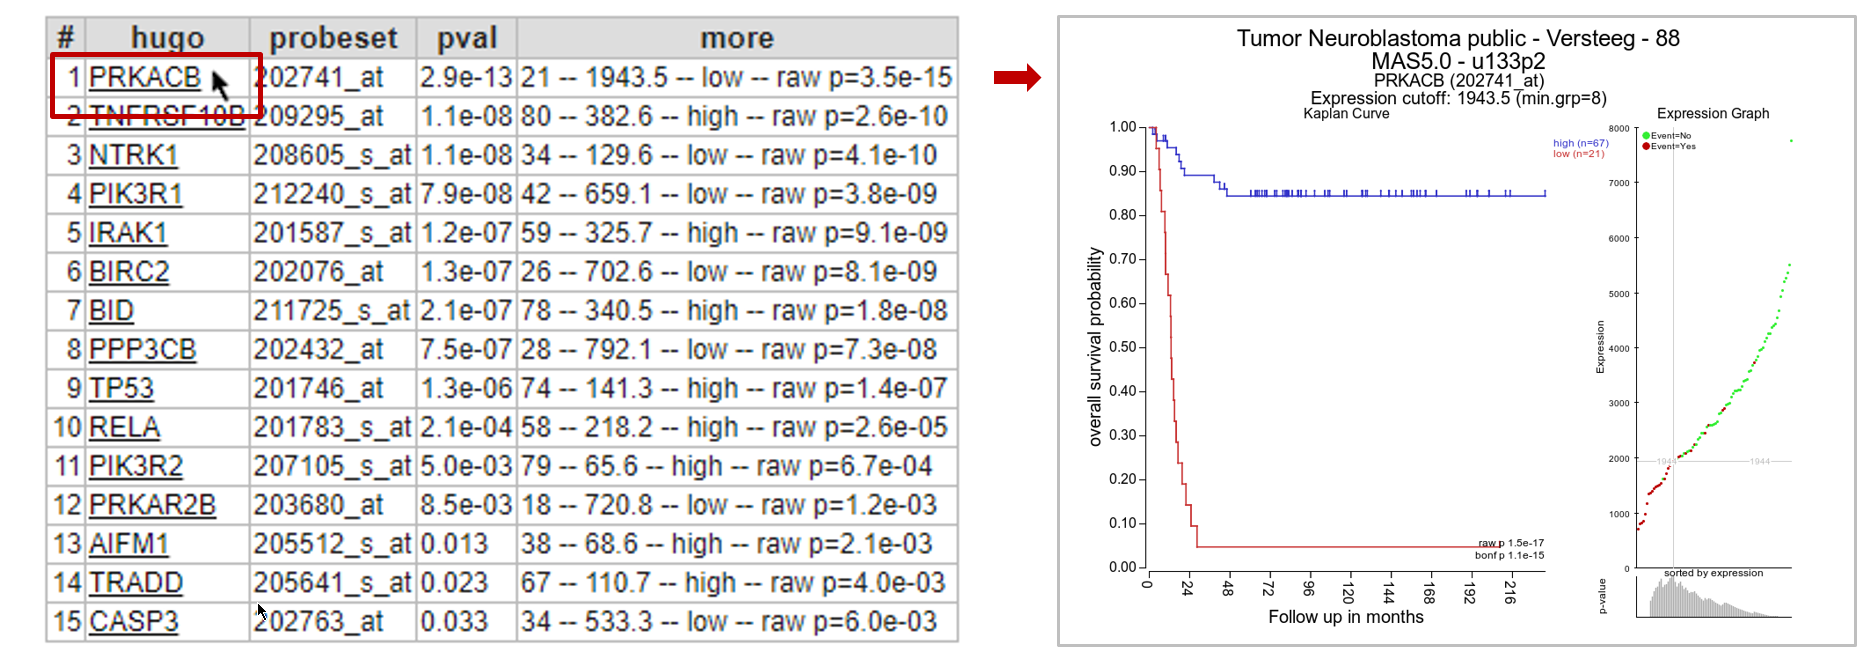 # hugo probeset pval more
1 PRKACB 202741_at 2.9e-13 21 -- 1943.5 -- low -- raw p=3.5e-15
2 TNFRSF10B 209295_at 1.1e-08 80 -- 382.6 -- high -- raw p=2.6e-10
3 NTRK1 208605_s_at 1.1e-08 34 -- 129.6 -- low -- raw p=4.1e-10
4 PIK3R1 212240_s_at 7.9e-08 42 -- 659.1 -- low -- raw p=3.8e-09
5 IRAK1 201587_s_at 1.2e-07 59 -- 325.7 -- high -- raw p=9.1e-09
6 BIRC2 202076_at 1.3e-07 26 -- 702.6 -- low -- raw p=8.1e-09
7 BID 211725_s_at 2.1e-07 78 -- 340.5 -- high -- raw p=1.8e-08
8 PPP3CB 202432_at 7.5e-07 28 -- 792.1 -- low -- raw p=7.3e-08
9 TP53 201746_at 1.3e-06 74 -- 141.3 -- high -- raw p=1.4e-07
10 RELA 201783_s_at 2.1e-04 58 -- 218.2 -- high -- raw p=2.6e-05
11 PIK3R2 207105_s_at 5.0e-03 79 -- 65.6 -- high -- raw p=6.7e-04
12 PRKAR2B 203680_at 8.5e-03 18 -- 720.8 -- low -- raw p=1.2e-03
13 AIFM1 205512_s_at 0.013 38 -- 68.6 -- high -- raw p=2.1e-03
14 TRADD 205641_s_at 0.023 67 -- 110.7 -- high -- raw p=4.0e-03
15 CASP3 202763_at 0.033 34 -- 533.3 -- low -- raw p=6.0e-03
Tumor Neuroblastoma public - Versteeg - 88
MAS5.0 - u133p2
PRKACB (202741_at)
Expression cutoff: 1943.5 (min.grp=8)
Kaplan Curve
1.00
0.90
0.80
0.70
0.60
0.50
0.40
0.30
0.20
0.10
0.00
overall survival probability
high (n=67)
low (n=21)
raw p 1.5e-17
bonf p 1.1e-15
0 24 48 72 96 120 144 168 192 216
Follow up in months
Expression Graph
Event=No
Event=Yes
8000
7000
6000
5000
4000
3000
2000
1000
0
Expression
1944 1944
sorted by expression
p-value